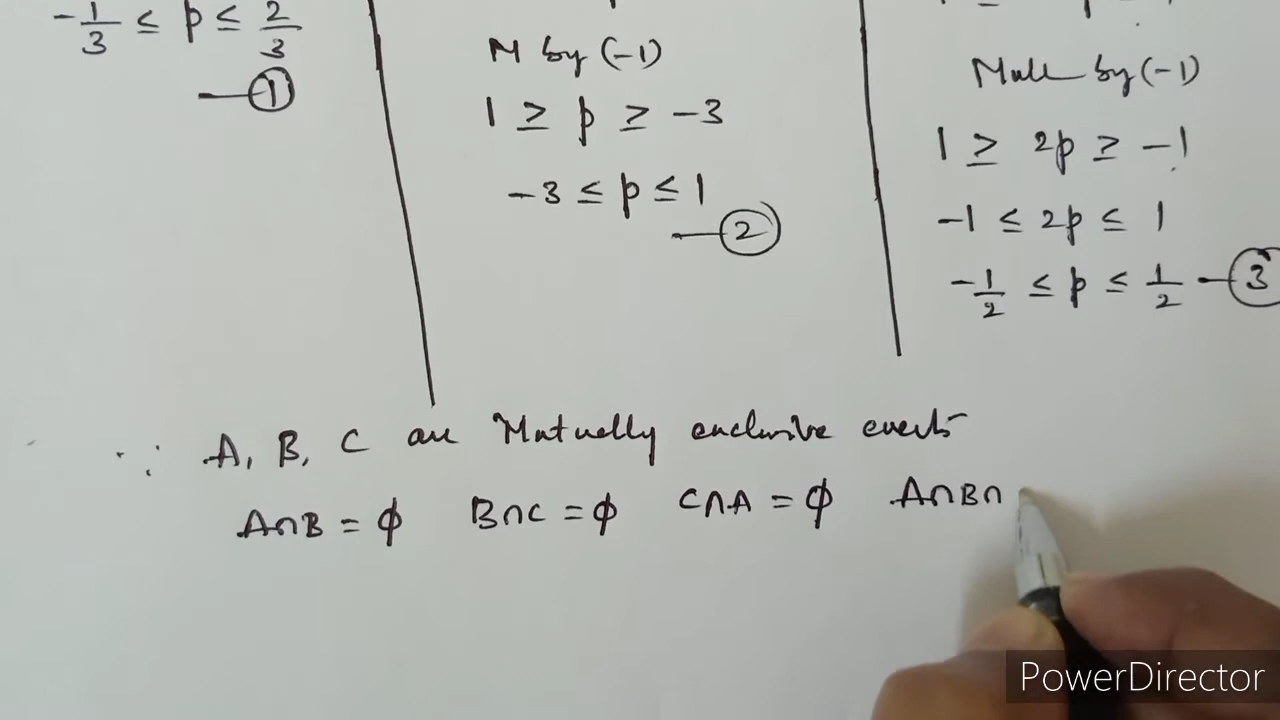 -1/3 ≤ p ≤ 2/3
1
M by (-1)
1 ≥ p ≥ -3
-3 ≤ p ≤ 1
2
by (-1)
1 ≥ 2p ≥ -1
-1 ≤ 2p ≤ 1
-1/2 ≤ p ≤ 1/2 — 3
∵ A, B, C are Mutually exclusive events
A∩B = φ B∩C = φ C∩A = φ A∩B∩
PowerDirector